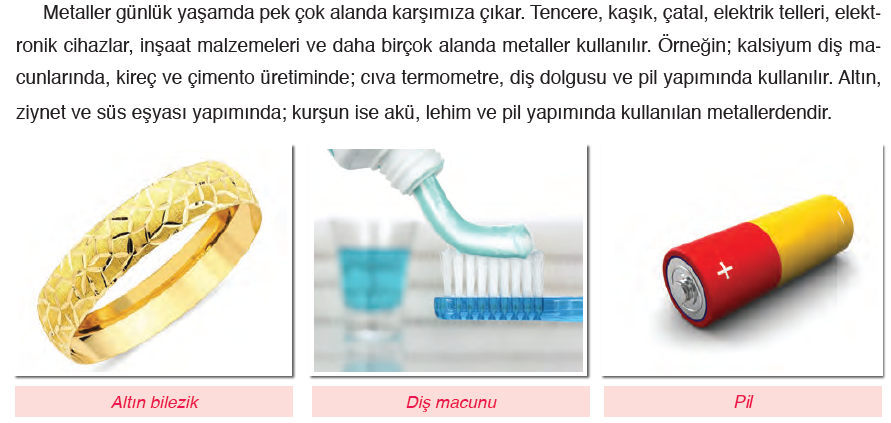 Metaller günlük yaşamda pek çok alanda karşımıza çıkar. Tencere, kaşık, çatal, elektrik telleri, elekt-
ronik cihazlar, inşaat malzemeleri ve daha birçok alanda metaller kullanılır. Örneğin; kalsiyum diş ma-
cunlarında, kireç ve çimento üretiminde; cıva termometre, diş dolgusu ve pil yapımında kullanılır. Altın,
ziynet ve süs eşyası yapımında; kurşun ise akü, lehim ve pil yapımında kullanılan metallerdendir.
+
Altın bilezik
Diş macunu
Pil